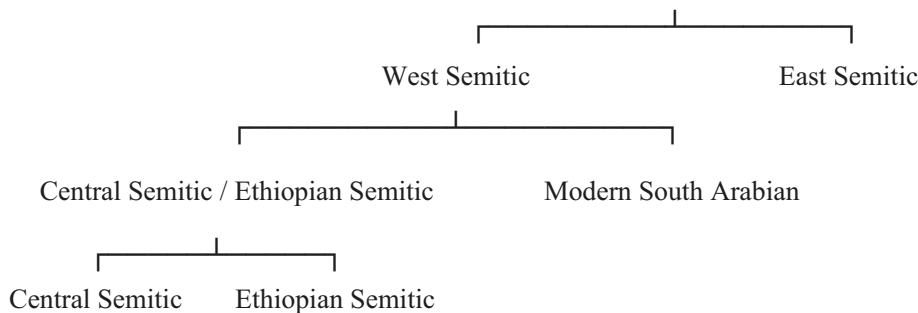 West Semitic East Semitic
Central Semitic / Ethiopian Semitic Modern South Arabian
Central Semitic Ethiopian Semitic